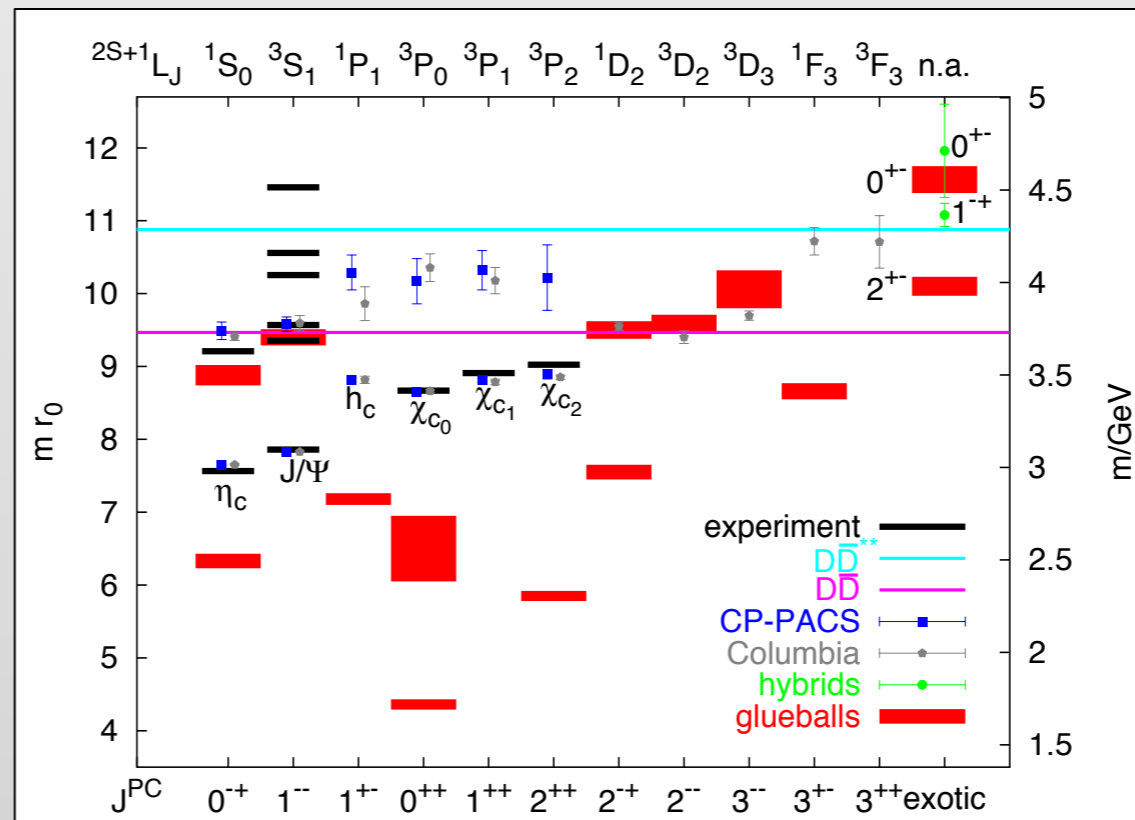 2S+1LJ 1S0 3S1 1P1 3P0 3P1 3P2 1D2 3D2 3D3 1F3 3F3 n.a.
12
11
10
9
8
7
6
5
4
m r0
5
4.5
4
3.5
3
2.5
2
1.5
m/GeV
0+-
0+-
1-+
2+-
hc
χc0
χc1
χc2
ηc
J/Ψ
experiment
DD̄**
DD̄
CP-PACS
Columbia
hybrids
glueballs
JPC 0-+ 1-- 1+- 0++ 1++ 2++ 2-+ 2-- 3-- 3+- 3++ exotic